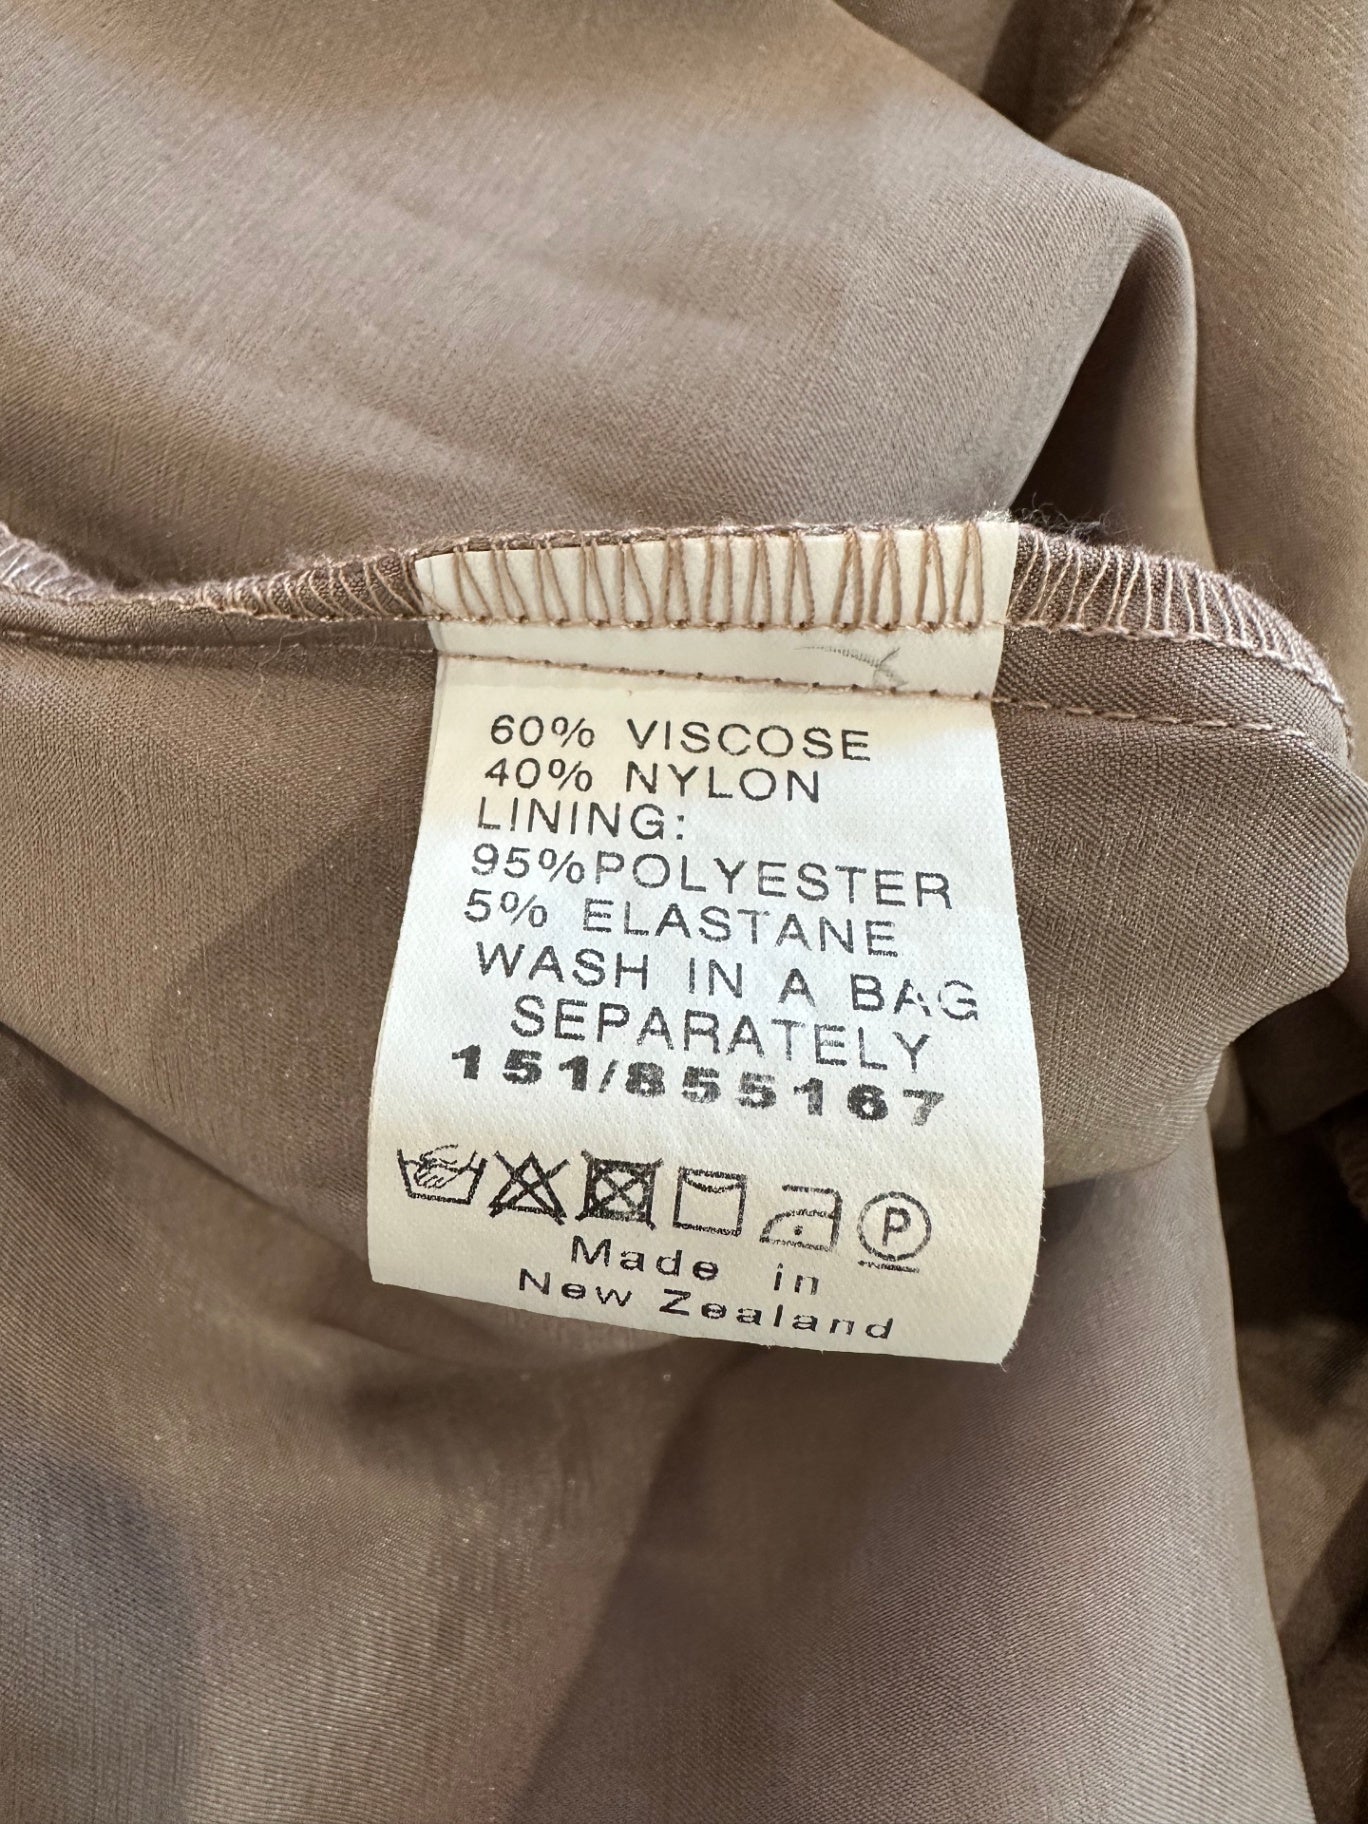 60% VISCOSE
40% NYLON
LINING:
95%POLYESTER
5% ELASTANE
WASH IN A BAG
SEPARATELY
151/855167
P
Made in
New Zealand